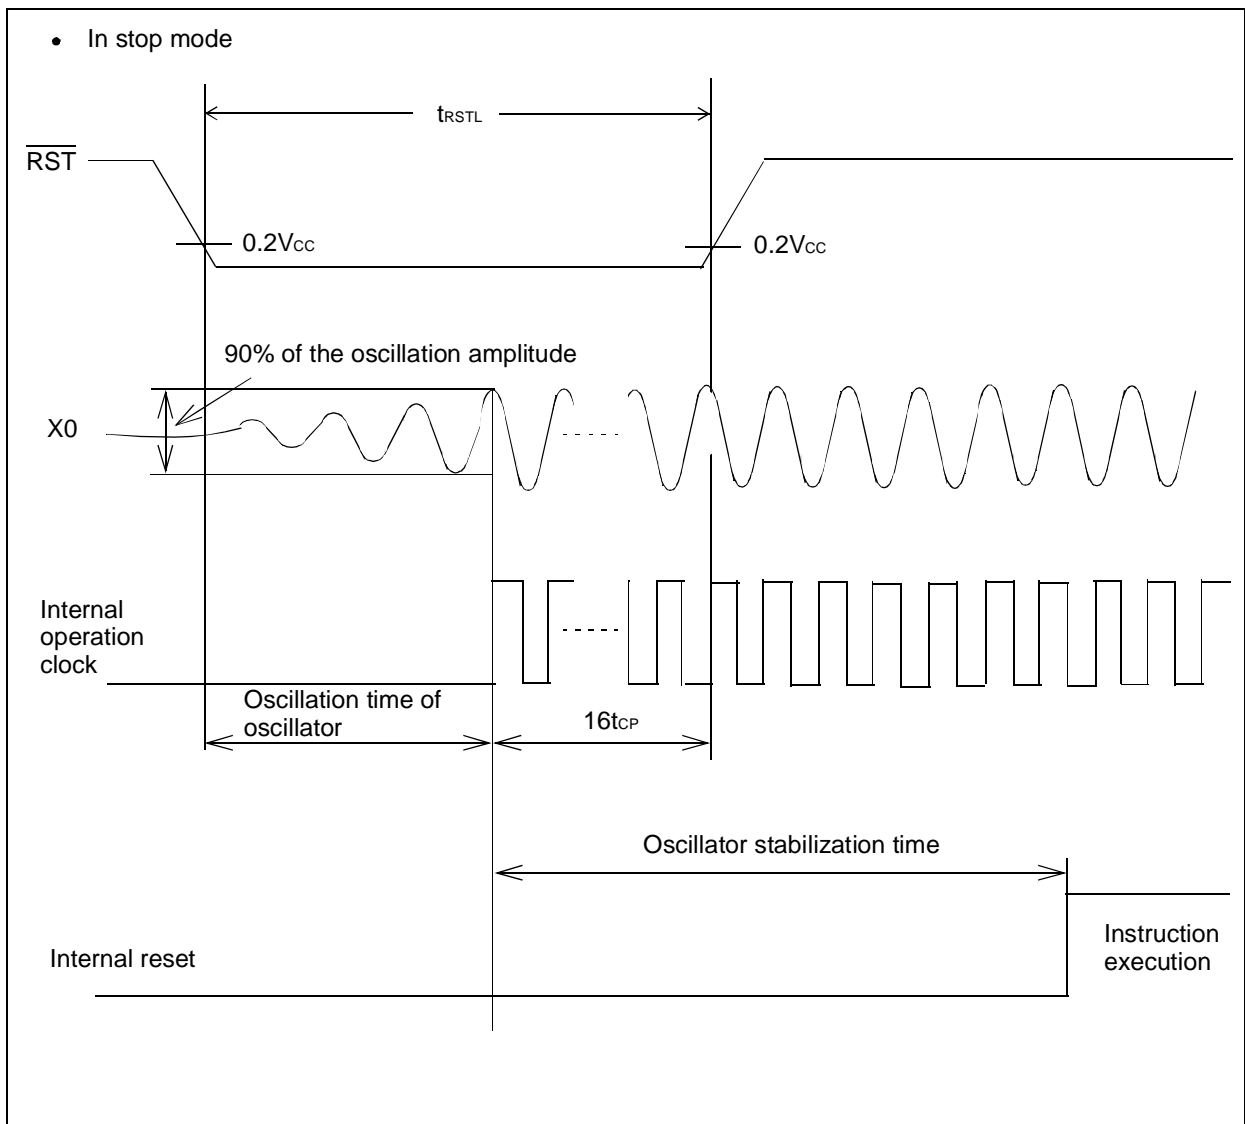 • In stop mode
tRSTL
RST
0.2VCC
0.2VCC
90% of the oscillation amplitude
X0
Internal
operation
clock
Oscillation time of
oscillator
16tCP
Oscillator stabilization time
Instruction
execution
Internal reset